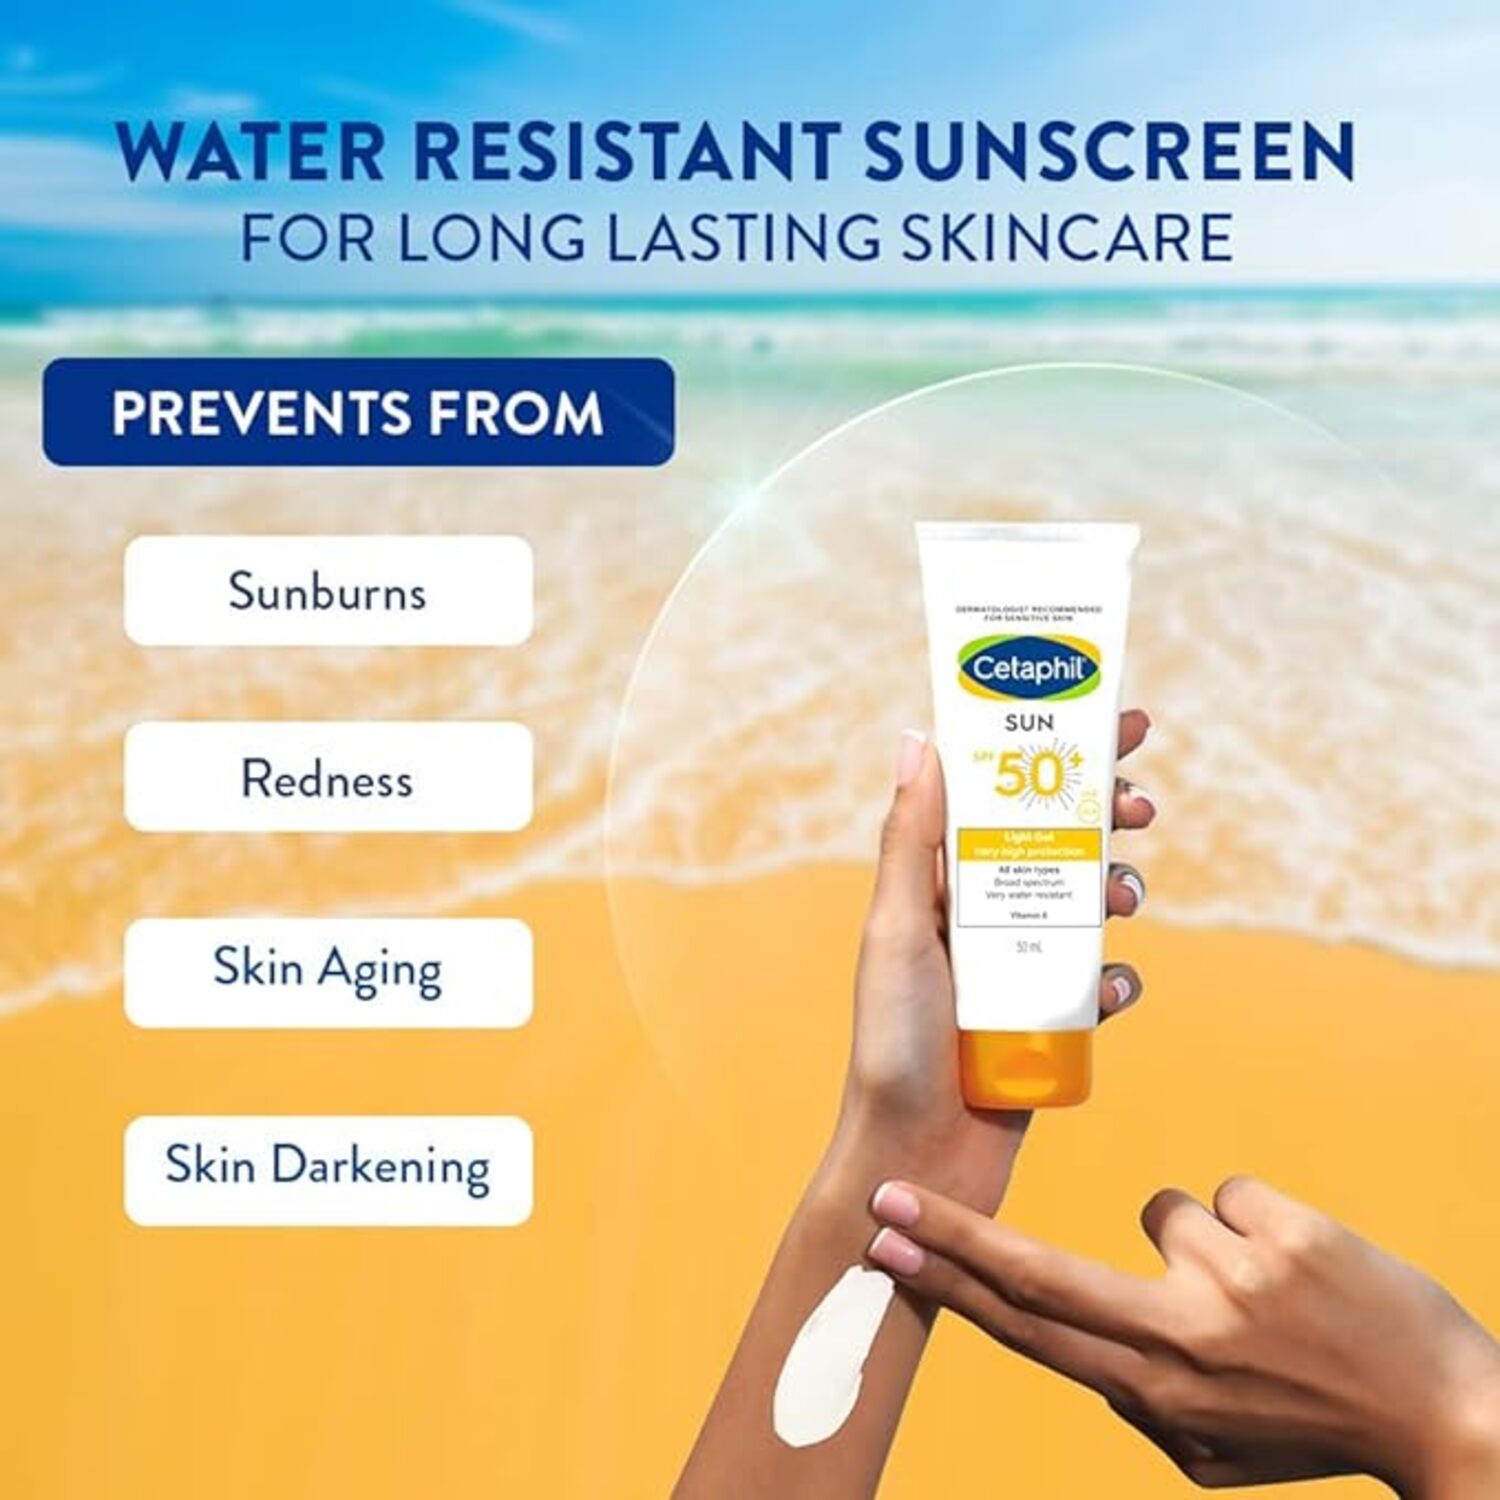 WATER RESISTANT SUNSCREEN
FOR LONG LASTING SKINCARE
PREVENTS FROM
Sunburns
Redness
Skin Aging
Skin Darkening
DERMATOLOGIST RECOMMENDED
FOR SENSITIVE SKIN
Cetaphil
SUN
SPF 50+
Light Gel
Very high protection
All skin types
Broad spectrum
Very water resistant
Vitamin E
50 mL